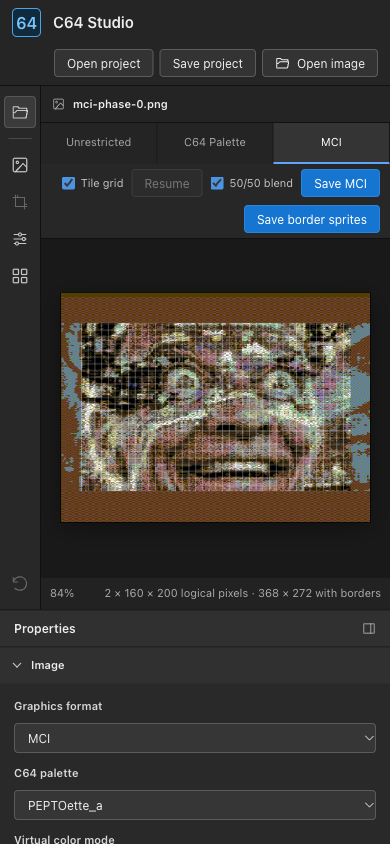 64 C64 Studio
Open project Save project Open image
mci-phase-0.png
Unrestricted C64 Palette MCI
Tile grid Resume 50/50 blend Save MCI
Save border sprites
84% 2 × 160 × 200 logical pixels · 368 × 272 with borders
Properties
Image
Graphics format
MCI
C64 palette
PEPTOette_a
Virtual color mode